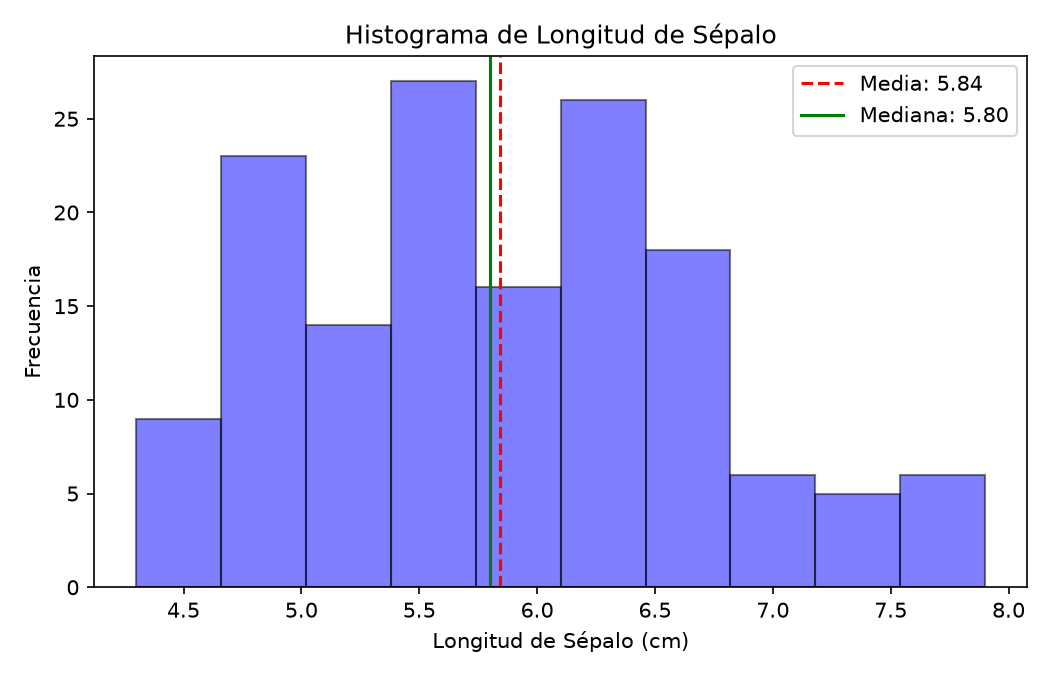 Histograma de Longitud de Sépalo
Media: 5.84
Mediana: 5.80
Frecuencia
25
20
15
10
5
0
4.5 5.0 5.5 6.0 6.5 7.0 7.5 8.0
Longitud de Sépalo (cm)